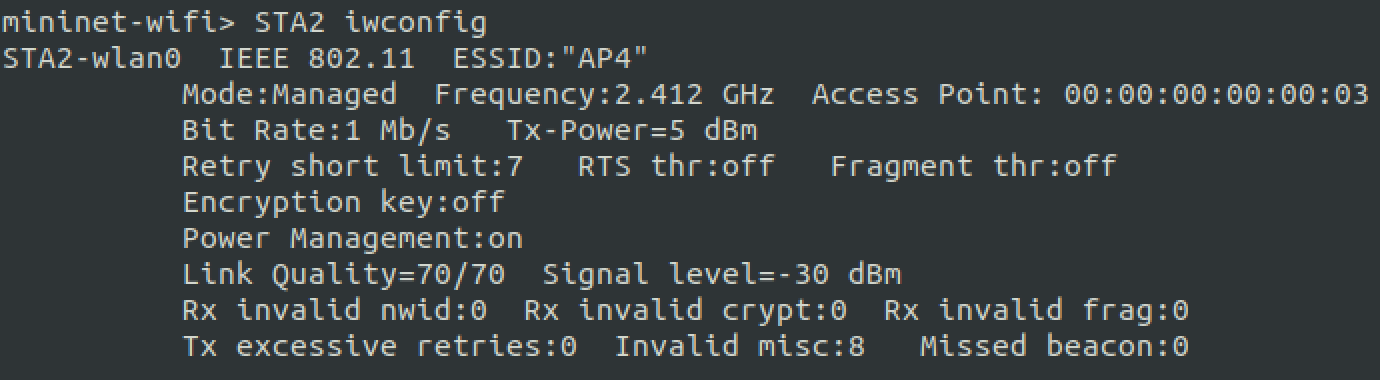 mininet-wifi> STA2 iwconfig
STA2-wlan0  IEEE 802.11  ESSID:"AP4"
Mode:Managed  Frequency:2.412 GHz  Access Point: 00:00:00:00:00:03
Bit Rate:1 Mb/s   Tx-Power=5 dBm
Retry short limit:7   RTS thr:off   Fragment thr:off
Encryption key:off
Power Management:on
Link Quality=70/70  Signal level=-30 dBm
Rx invalid nwid:0  Rx invalid crypt:0  Rx invalid frag:0
Tx excessive retries:0  Invalid misc:8   Missed beacon:0